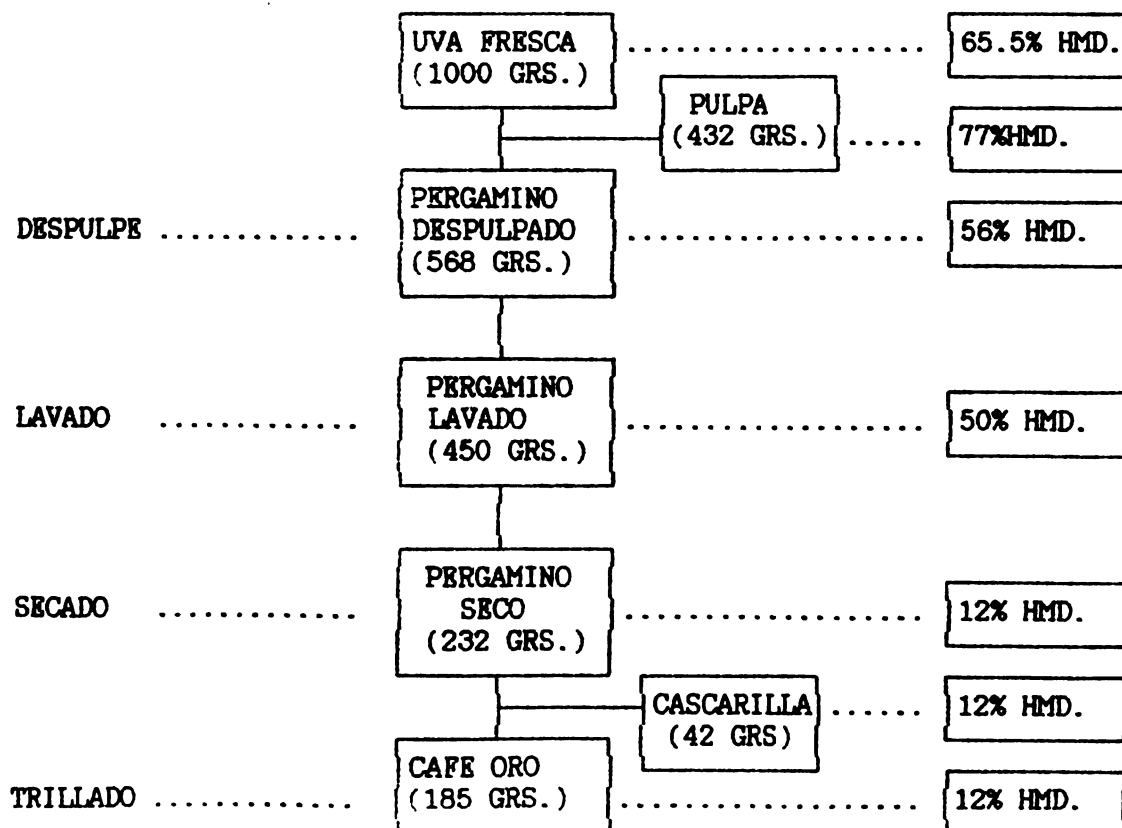 UVA FRESCA .................... 65.5% HMD.
(1000 GRS.)
PULPA
(432 GRS.) ..... 77%HMD.
PERGAMINO
DESPULPE ............. DESPULPADO .................... 56% HMD.
(568 GRS.)
PERGAMINO
LAVADO ............. LAVADO .................... 50% HMD.
(450 GRS.)
PERGAMINO
SECADO ............. SECO .................... 12% HMD.
(232 GRS.)
CASCARILLA ...... 12% HMD.
(42 GRS)
CAFE ORO
TRILLADO ............. (185 GRS.) .................... 12% HMD.